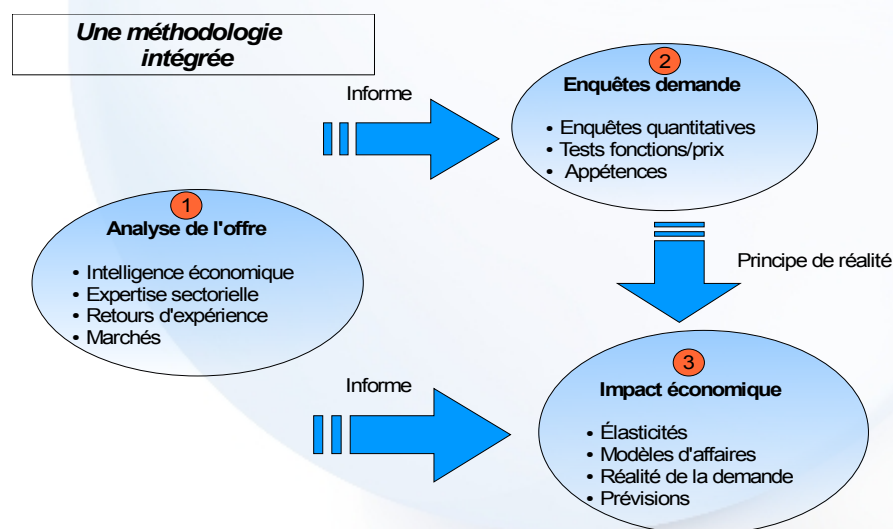 Une méthodologie
intégrée
1
Analyse de l'offre
• Intelligence économique
• Expertise sectorielle
• Retours d'expérience
• Marchés
Informe
2
Enquêtes demande
• Enquêtes quantitatives
• Tests fonctions/prix
• Appétences
Principe de réalité
Informe
3
Impact économique
• Élasticités
• Modèles d'affaires
• Réalité de la demande
• Prévisions